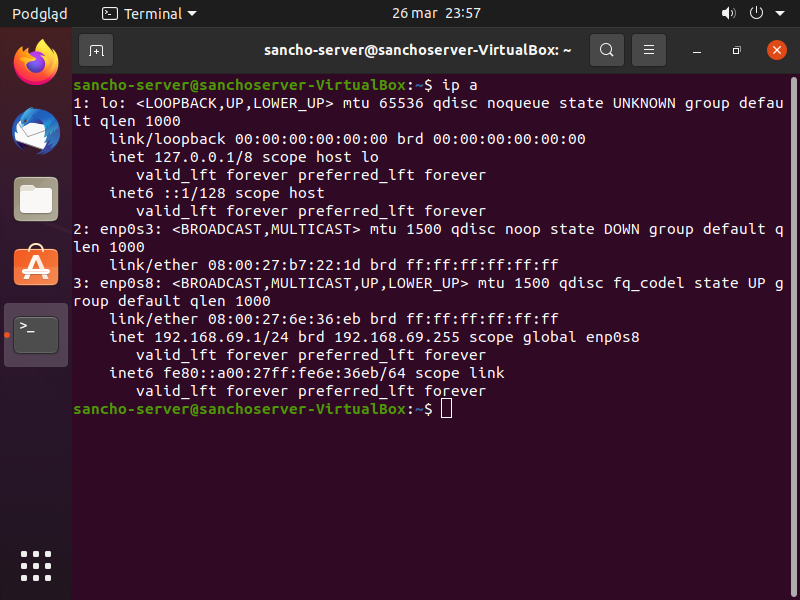 Podgląd Terminal 26 mar 23:57
sancho-server@sanchoserver-VirtualBox: ~
sancho-server@sanchoserver-VirtualBox:~$ ip a
1: lo: <LOOPBACK,UP,LOWER_UP> mtu 65536 qdisc noqueue state UNKNOWN group defau
lt qlen 1000
    link/loopback 00:00:00:00:00:00 brd 00:00:00:00:00:00
    inet 127.0.0.1/8 scope host lo
       valid_lft forever preferred_lft forever
    inet6 ::1/128 scope host
       valid_lft forever preferred_lft forever
2: enp0s3: <BROADCAST,MULTICAST> mtu 1500 qdisc noop state DOWN group default q
len 1000
    link/ether 08:00:27:b7:22:1d brd ff:ff:ff:ff:ff:ff
3: enp0s8: <BROADCAST,MULTICAST,UP,LOWER_UP> mtu 1500 qdisc fq_codel state UP g
roup default qlen 1000
    link/ether 08:00:27:6e:36:eb brd ff:ff:ff:ff:ff:ff
    inet 192.168.69.1/24 brd 192.168.69.255 scope global enp0s8
       valid_lft forever preferred_lft forever
    inet6 fe80::a00:27ff:fe6e:36eb/64 scope link
       valid_lft forever preferred_lft forever
sancho-server@sanchoserver-VirtualBox:~$